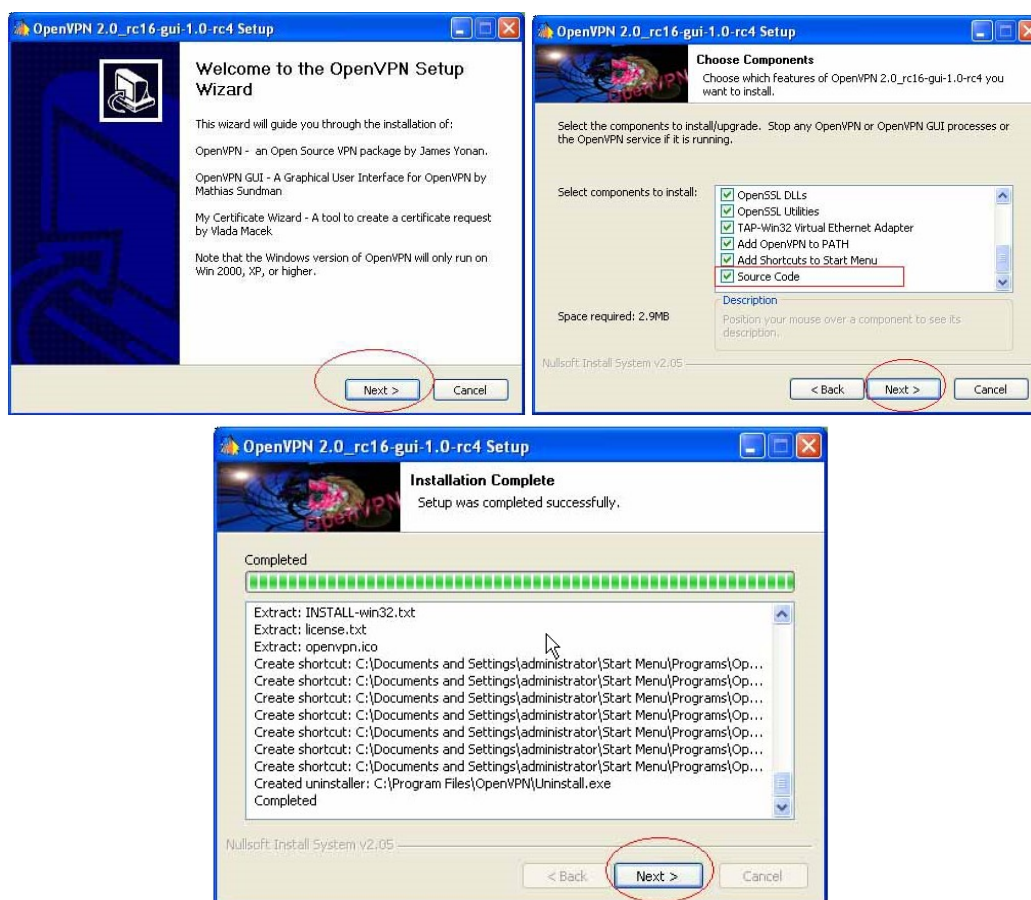 OpenVPN 2.0_rc16-gui-1.0-rc4 Setup
Welcome to the OpenVPN Setup
Wizard
This wizard will guide you through the installation of:
OpenVPN - an Open Source VPN package by James Yonan.
OpenVPN GUI - A Graphical User Interface for OpenVPN by
Mathias Sundman
My Certificate Wizard - A tool to create a certificate request
by Vlada Macek
Note that the Windows version of OpenVPN will only run on
Win 2000, XP, or higher.
Next >
Cancel
OpenVPN 2.0_rc16-gui-1.0-rc4 Setup
OpenVPN
Choose Components
Choose which features of OpenVPN 2.0_rc16-gui-1.0-rc4 you
want to install.
Select the components to install/upgrade. Stop any OpenVPN or OpenVPN GUI processes or
the OpenVPN service if it is running.
Select components to install:
OpenSSL DLLs
OpenSSL Utilities
TAP-Win32 Virtual Ethernet Adapter
Add OpenVPN to PATH
Add Shortcuts to Start Menu
Source Code
Space required: 2.9MB
Description
Position your mouse over a component to see its
description.
Nullsoft Install System v2.05
< Back
Next >
Cancel
OpenVPN 2.0_rc16-gui-1.0-rc4 Setup
OpenVPN
Installation Complete
Setup was completed successfully.
Completed
Extract: INSTALL-win32.txt
Extract: license.txt
Extract: openvpn.ico
Create shortcut: C:\Documents and Settings\administrator\Start Menu\Programs\Op...
Create shortcut: C:\Documents and Settings\administrator\Start Menu\Programs\Op...
Create shortcut: C:\Documents and Settings\administrator\Start Menu\Programs\Op...
Create shortcut: C:\Documents and Settings\administrator\Start Menu\Programs\Op...
Create shortcut: C:\Documents and Settings\administrator\Start Menu\Programs\Op...
Create shortcut: C:\Documents and Settings\administrator\Start Menu\Programs\Op...
Create shortcut: C:\Documents and Settings\administrator\Start Menu\Programs\Op...
Created uninstaller: C:\Program Files\OpenVPN\Uninstall.exe
Completed
Nullsoft Install System v2.05
< Back
Next >
Cancel